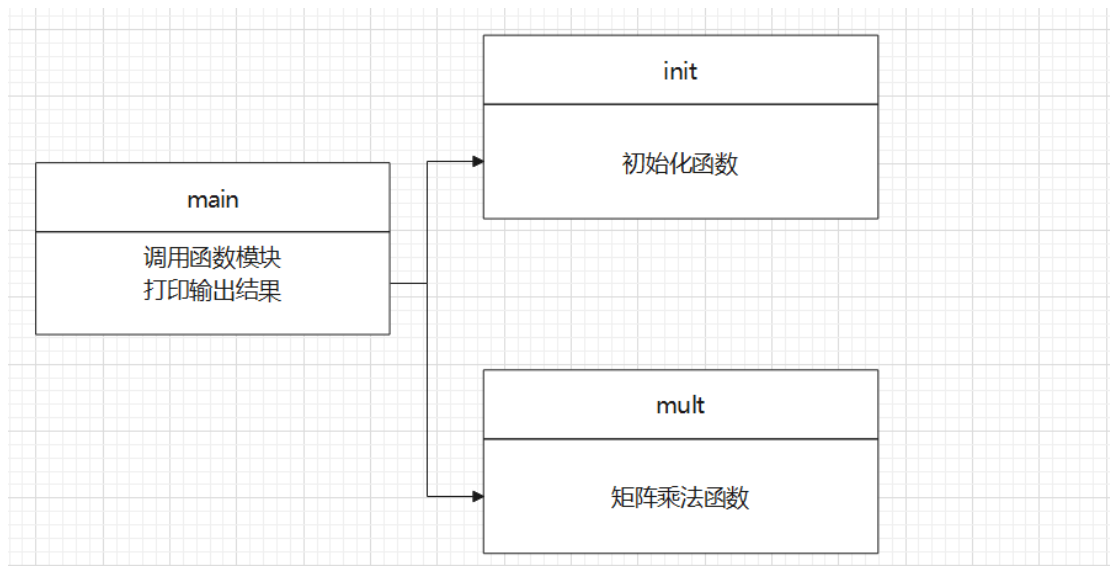 main
调用函数模块
打印输出结果
init
初始化函数
mult
矩阵乘法函数